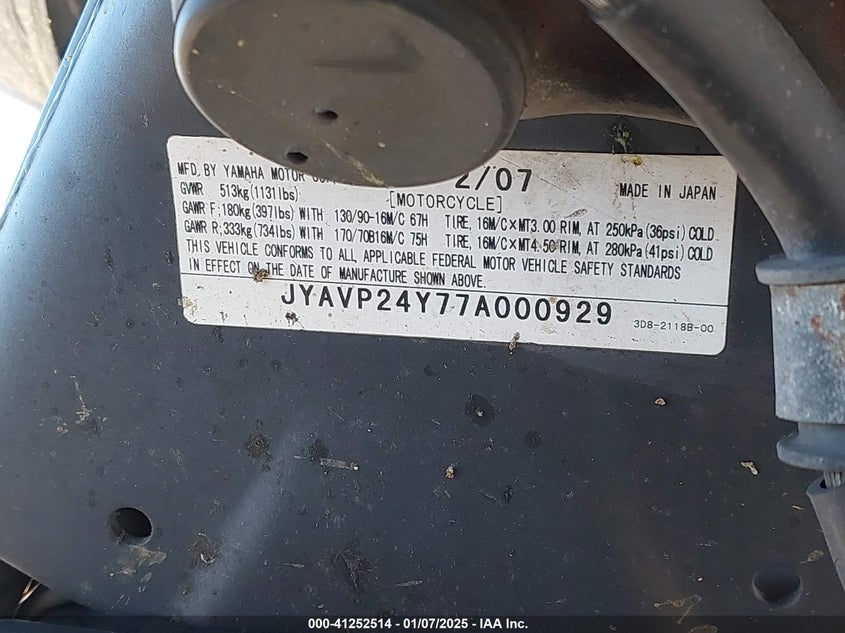 MFD. BY YAMAHA MOTOR 2/07 MADE IN JAPAN
GVWR 513kg(1131lbs) [MOTORCYCLE]
GAWR F;180kg(397lbs) WITH 130/90-16M/C 67H TIRE, 16M/C×MT3.00 RIM, AT 250kPa(36psi)COLD
GAWR R;333kg(734lbs) WITH 170/70B16M/C 75H TIRE, 16M/C×MT4.50 RIM, AT 280kPa(41psi)COLD
THIS VEHICLE CONFORMS TO ALL APPLICABLE FEDERAL MOTOR VEHICLE SAFETY STANDARDS
IN EFFECT ON THE DATE OF MANUFACTURE SHOWN ABOVE.
JYAVP24Y77A000929 3D8-2118B-00
000-41252514 - 01/07/2025 - IAA Inc.